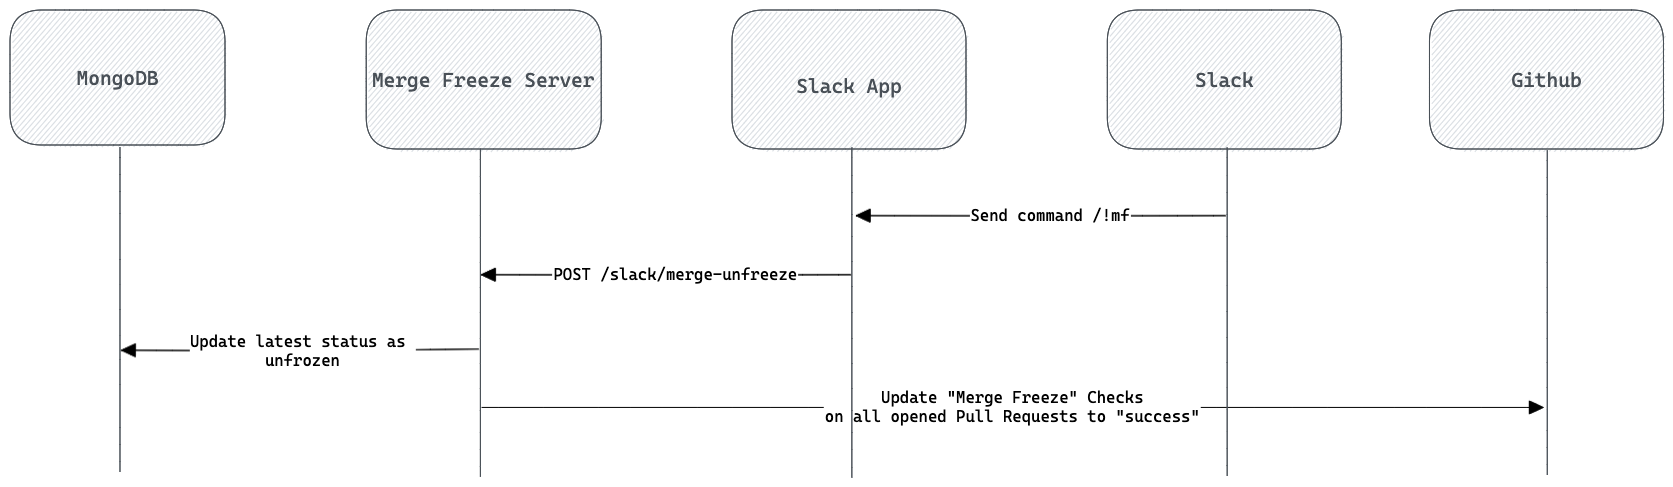 MongoDB
Merge Freeze Server
Slack App
Slack
Github
Send command /!mf
POST /slack/merge-unfreeze
Update latest status as
unfrozen
Update "Merge Freeze" Checks
on all opened Pull Requests to "success"